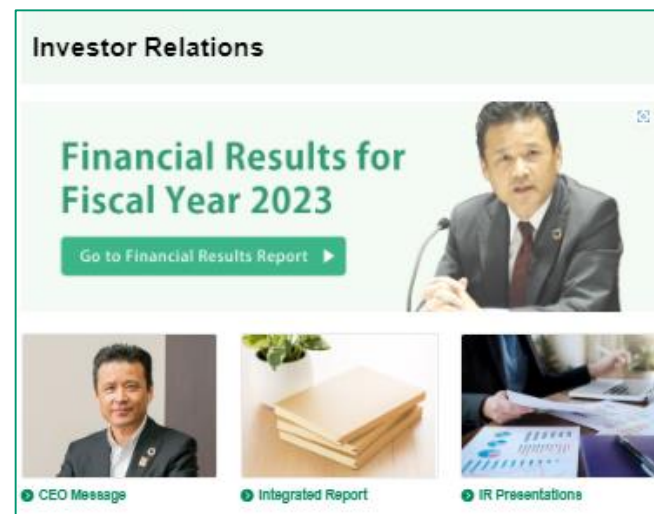 Investor Relations
Financial Results for
Fiscal Year 2023
Go to Financial Results Report
CEO Message
Integrated Report
IR Presentations